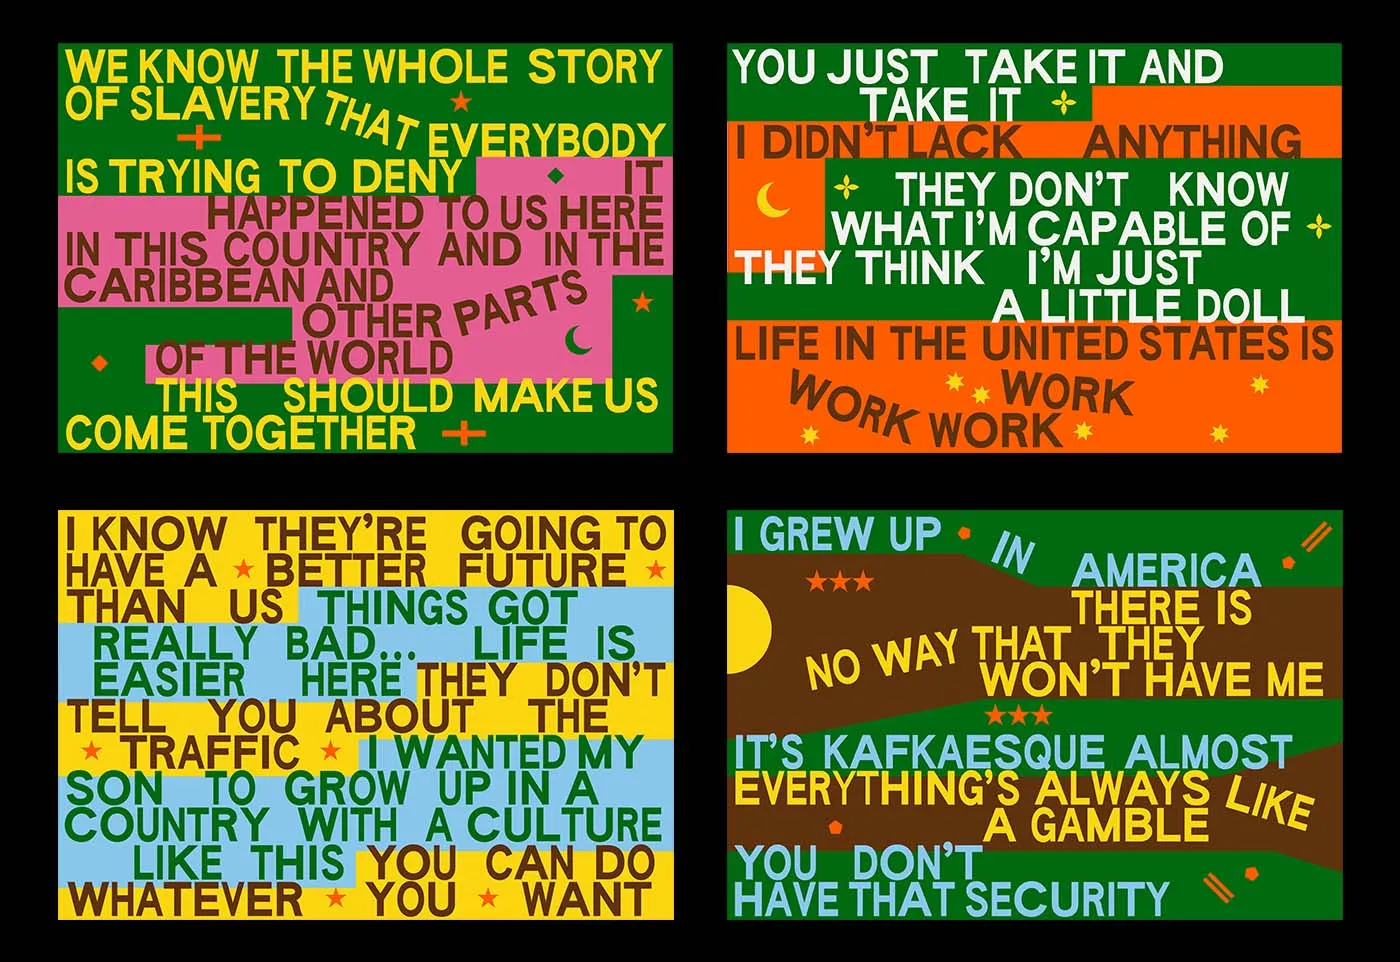 WE KNOW THE WHOLE STORY
OF SLAVERY THAT
EVERYBODY
IS TRYING TO DENY
IT
HAPPENED TO US HERE
IN THIS COUNTRY AND IN THE
CARIBBEAN AND
OTHER PARTS
OF THE WORLD
THIS SHOULD MAKE US
COME TOGETHER
YOU JUST TAKE IT AND
TAKE IT
I DIDN'T LACK ANYTHING
THEY DON'T KNOW
WHAT I'M CAPABLE OF
THEY THINK I'M JUST
A LITTLE DOLL
LIFE IN THE UNITED STATES IS
WORK WORK
WORK WORK
I KNOW THEY'RE GOING TO
HAVE A BETTER FUTURE
THAN US THINGS GOT
REALLY BAD... LIFE IS
EASIER HERE THEY DON'T
TELL YOU ABOUT THE
TRAFFIC I WANTED MY
SON TO GROW UP IN A
COUNTRY WITH A CULTURE
LIKE THIS YOU CAN DO
WHATEVER YOU WANT
I GREW UP IN
AMERICA
THERE IS
NO WAY THAT THEY
WON'T HAVE ME
IT'S KAFKAESQUE ALMOST
EVERYTHING'S ALWAYS LIKE
A GAMBLE
YOU DON'T
HAVE THAT SECURITY